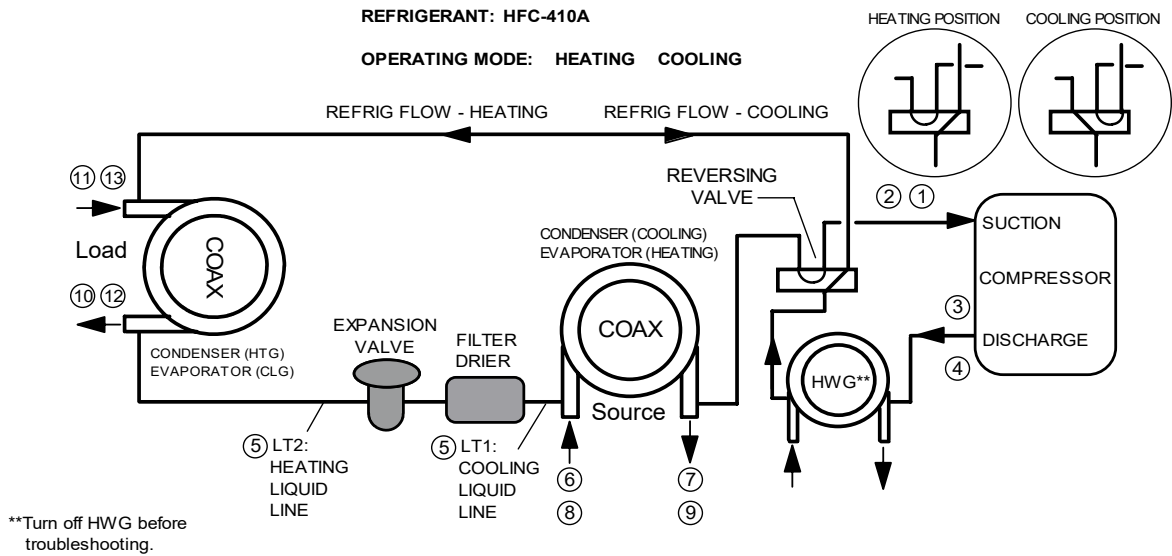 REFRIGERANT: HFC-410A
OPERATING MODE: HEATING COOLING
HEATING POSITION
COOLING POSITION
REFRIG FLOW - HEATING
REFRIG FLOW - COOLING
11 13
Load
10 12
COAX
CONDENSER (HTG)
EVAPORATOR (CLG)
EXPANSION
VALVE
FILTER
DRIER
CONDENSER (COOLING)
EVAPORATOR (HEATING)
COAX
Source
REVERSING
VALVE
2 1
SUCTION
COMPRESSOR
3
DISCHARGE
4
HWG**
5 LT2:
HEATING
LIQUID
LINE
5 LT1:
COOLING
LIQUID
LINE
6
8
7
9
**Turn off HWG before
troubleshooting.